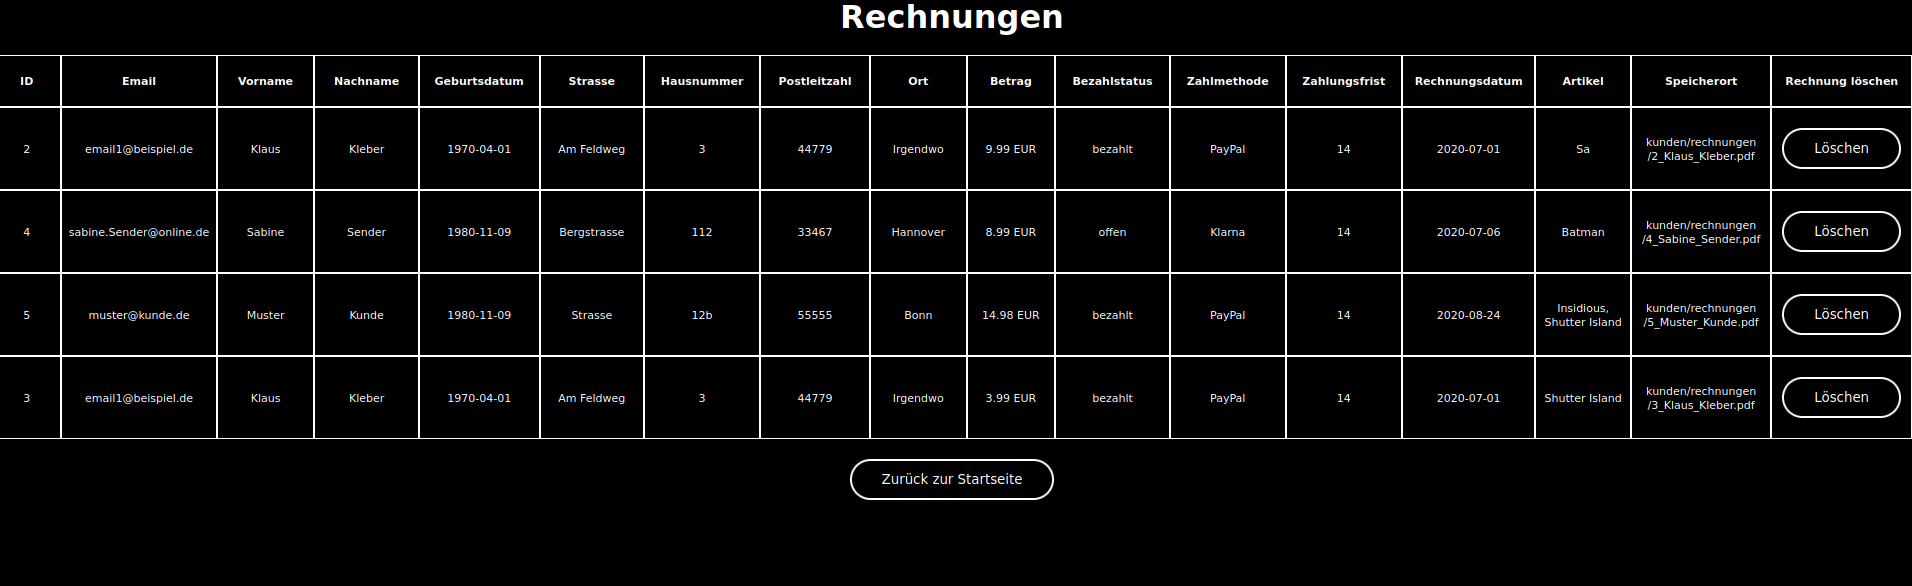 Rechnungen
ID Email Vorname Nachname Geburtsdatum Strasse Hausnummer Postleitzahl Ort Betrag Bezahlstatus Zahlmethode Zahlungsfrist Rechnungsdatum Artikel Speicherort Rechnung löschen
2 email1@beispiel.de Klaus Kleber 1970-04-01 Am Feldweg 3 44779 Irgendwo 9.99 EUR bezahlt PayPal 14 2020-07-01 Sa kunden/rechnungen
/2_Klaus_Kleber.pdf Löschen
4 sabine.Sender@online.de Sabine Sender 1980-11-09 Bergstrasse 112 33467 Hannover 8.99 EUR offen Klarna 14 2020-07-06 Batman kunden/rechnungen
/4_Sabine_Sender.pdf Löschen
5 muster@kunde.de Muster Kunde 1980-11-09 Strasse 12b 55555 Bonn 14.98 EUR bezahlt PayPal 14 2020-08-24 Insidious, kunden/rechnungen
Shutter Island /5_Muster_Kunde.pdf Löschen
3 email1@beispiel.de Klaus Kleber 1970-04-01 Am Feldweg 3 44779 Irgendwo 3.99 EUR bezahlt PayPal 14 2020-07-01 Shutter Island kunden/rechnungen
/3_Klaus_Kleber.pdf Löschen
Zurück zur Startseite